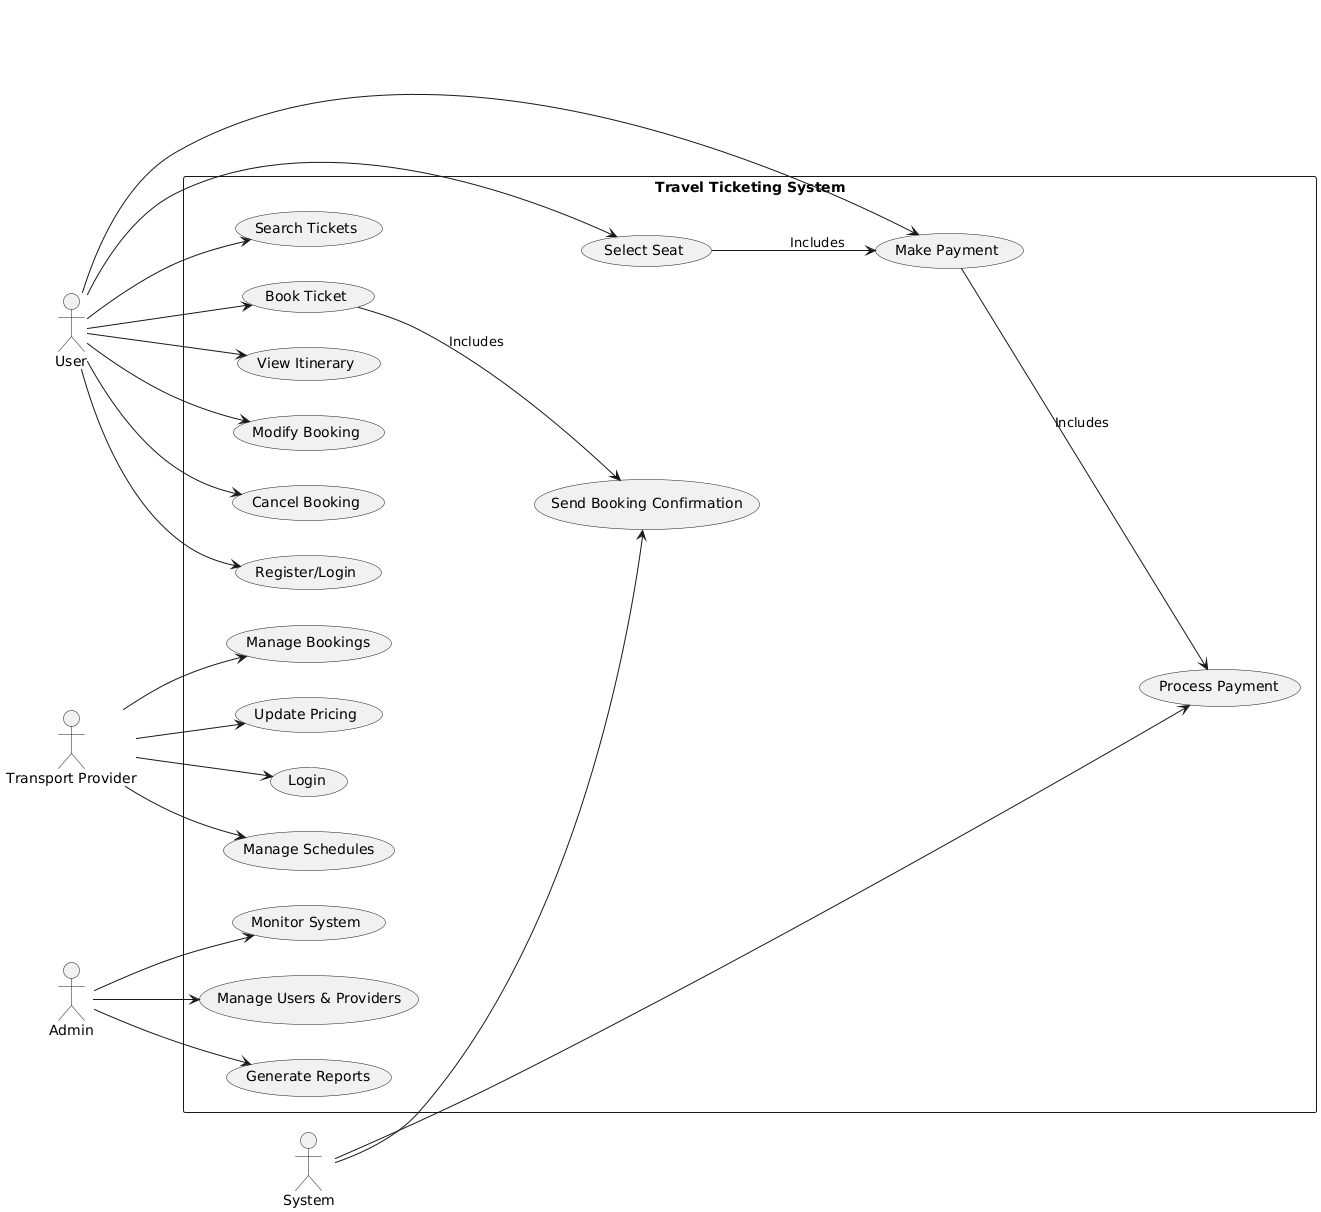 Travel Ticketing System
Search Tickets
Select Seat
Includes
Make Payment
Book Ticket
Includes
User
View Itinerary
Modify Booking
Includes
Cancel Booking
Send Booking Confirmation
Register/Login
Manage Bookings
Process Payment
Update Pricing
Transport Provider
Login
Manage Schedules
Monitor System
Manage Users & Providers
Admin
Generate Reports
System